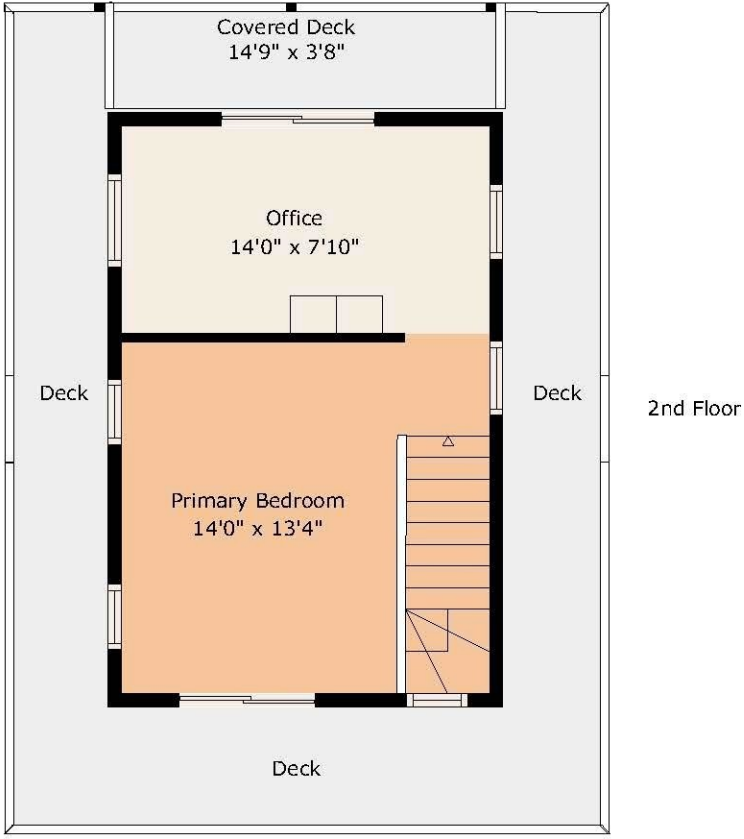 Covered Deck
14'9" x 3'8"
Office
14'0" x 7'10"
Deck
Deck
2nd Floor
Primary Bedroom
14'0" x 13'4"
Deck